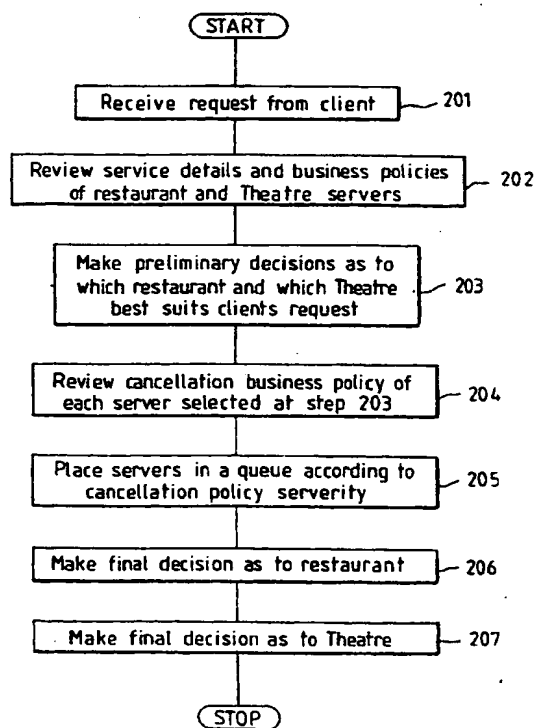 START
Receive request from client
201
Review service details and business policies
of restaurant and Theatre servers
202
Make preliminary decisions as to
which restaurant and which Theatre
best suits clients request
203
Review cancellation business policy of
each server selected at step 203
204
Place servers in a queue according to
cancellation policy serverity
205
Make final decision as to restaurant
206
Make final decision as to Theatre
207
STOP